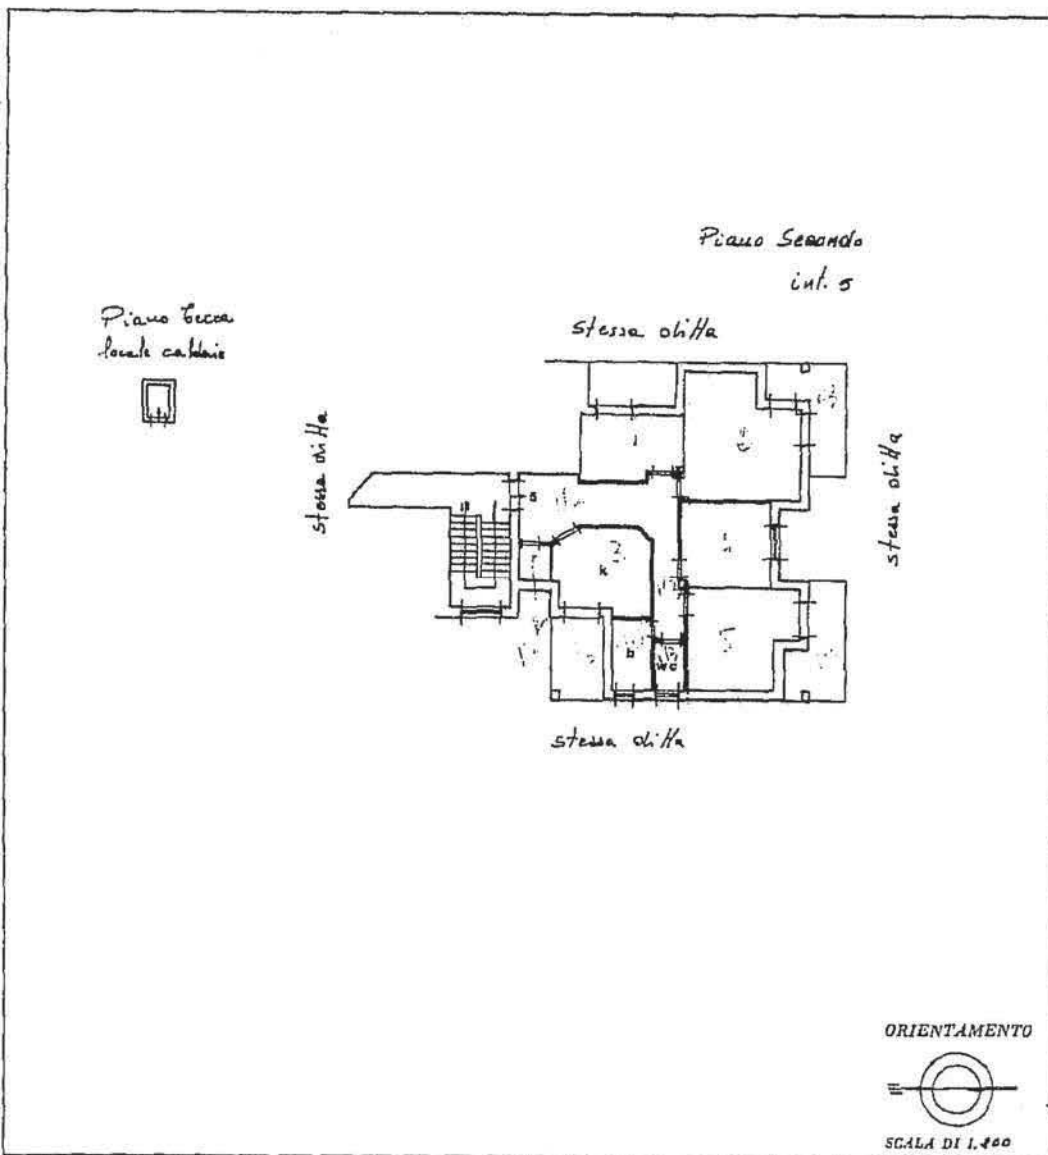 Piano Secondo
int. 5
stessa ditta
Piano
locale caldaia
stessa ditta
stessa ditta
5
r
k
b
wc
stessa ditta
ORIENTAMENTO
SCALA DI 1.200